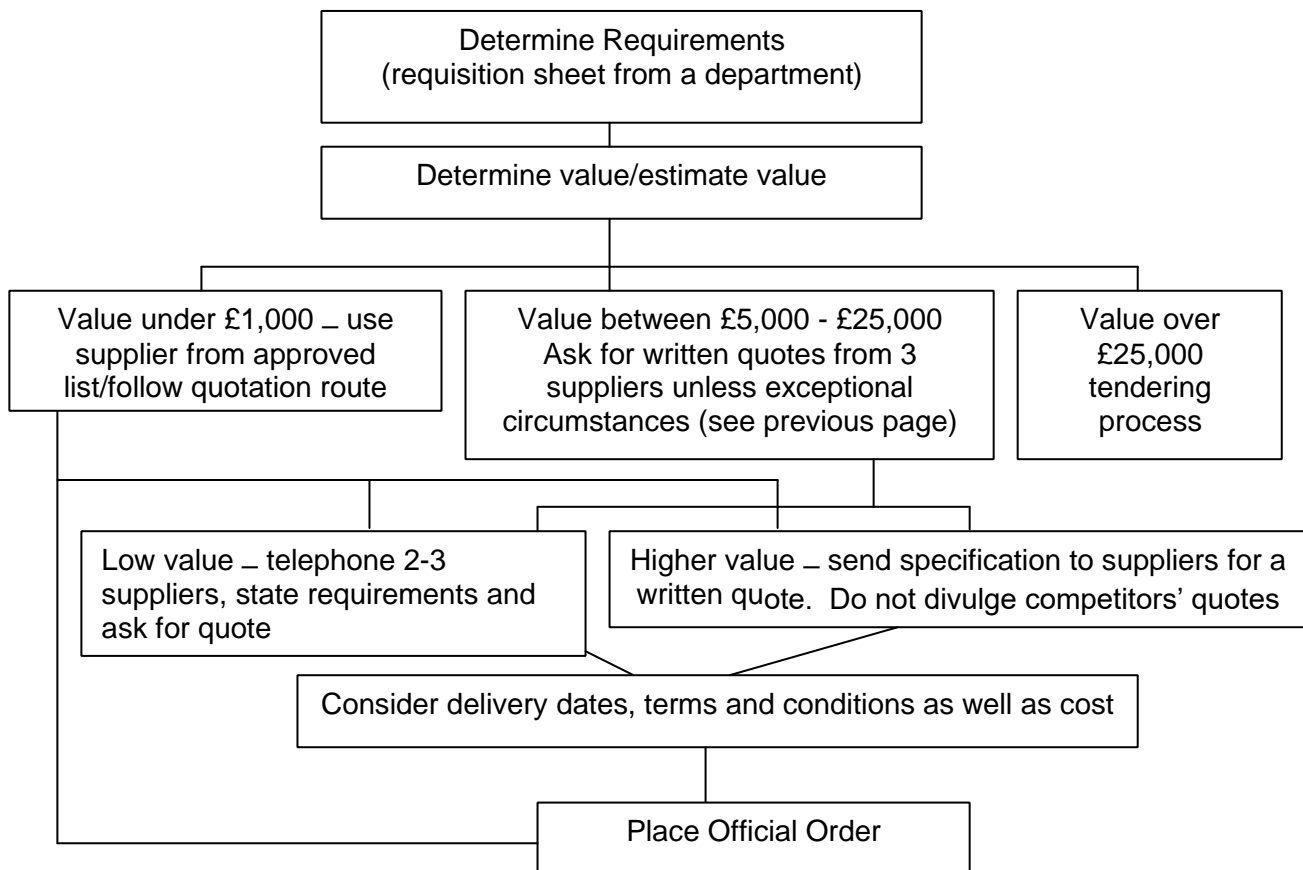 Determine Requirements
(requisition sheet from a department)
Determine value/estimate value
Value under £1,000 – use
supplier from approved
list/follow quotation route
Value between £5,000 - £25,000
Ask for written quotes from 3
suppliers unless exceptional
circumstances (see previous page)
Value over
£25,000
tendering
process
Low value – telephone 2-3
suppliers, state requirements and
ask for quote
Higher value – send specification to suppliers for a
written quote.  Do not divulge competitors’ quotes
Consider delivery dates, terms and conditions as well as cost
Place Official Order